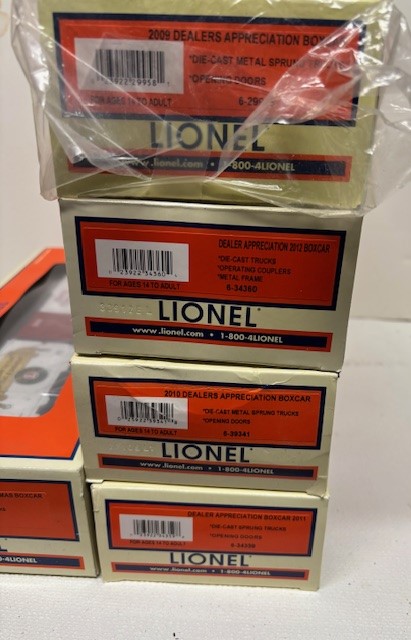 2009 DEALERS APPRECIATION
*DIE-CAST METAL SPRUNG
*OPENING DOORS
FOR AGES 14 TO ADULT
LIONEL
www.lionel.com • 1-800-4LIONEL
DEALER APPRECIATION 2012 BOXCAR
*DIE-CAST TRUCKS
*OPERATING COUPLERS
*METAL FRAME
0 23922 34360
FOR AGES 14 TO ADULT
6-34360
LIONEL
www.lionel.com • 1-800-4LIONEL
2010 DEALERS APPRECIATION BOXCAR
*DIE-CAST METAL SPRUNG TRUCKS
*OPENING DOORS
FOR AGES 14 TO ADULT
6-39341
LIONEL
www.lionel.com • 1-800-4LIONEL
DEALER APPRECIATION BOXCAR 2011
*DIE-CAST SPRUNG TRUCKS
*OPENING DOORS
FOR AGES 14 TO ADULT
LIONEL
www.lionel.com • 1-800-4LIONEL
BOXCAR
4LIONEL